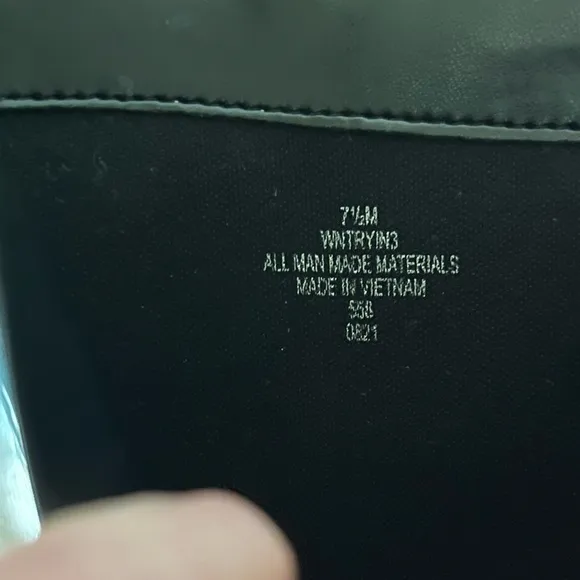 7½M
WNTRYIN3
ALL MAN MADE MATERIALS
MADE IN VIETNAM
558
0821